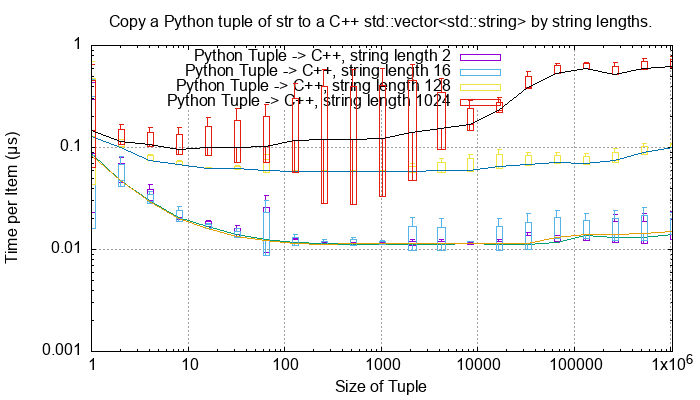 Copy a Python tuple of str to a C++ std::vector<std::string> by string lengths.
1
Python Tuple -> C++, string length 2
Python Tuple -> C++, string length 16
Python Tuple -> C++, string length 128
Python Tuple -> C++, string length 1024
0.1
Time per Item (µs)
0.01
0.001
1 10 100 1000 10000 100000 1x10⁶
Size of Tuple